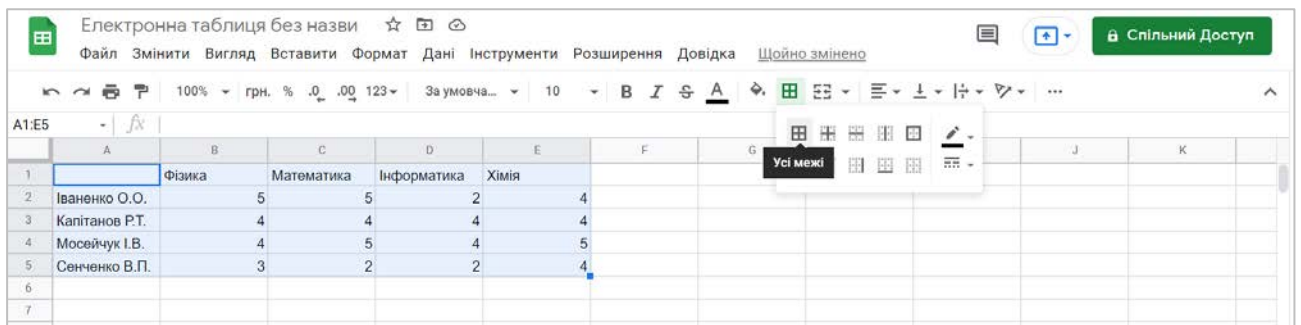 Електронна таблиця без назви
Файл Змінити Вигляд Вставити Формат Дані Інструменти Розширення Довідка Щойно змінено
Спільний Доступ
100% грн. % .0 .00 123 За умовча... 10 B I S A
A1:E5 fx
A B C D E F G J K
Усі межі
1 Фізика Математика Інформатика Хімія
2 Іваненко О.О. 5 5 2 4
3 Капітанов Р.Т. 4 4 4 4
4 Мосейчук І.В. 4 5 4 5
5 Сенченко В.П. 3 2 2 4
6
7